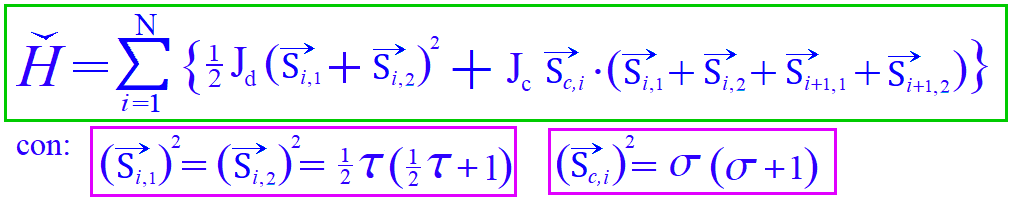 Ȟ = ∑_{i=1}^{N} { ½ J_d (S⃗_{i,1} + S⃗_{i,2})² + J_c S⃗_{c,i} · (S⃗_{i,1} + S⃗_{i,2} + S⃗_{i+1,1} + S⃗_{i+1,2}) }
con: (S⃗_{i,1})² = (S⃗_{i,2})² = ½ τ (½ τ + 1) (S⃗_{c,i})² = σ (σ + 1)